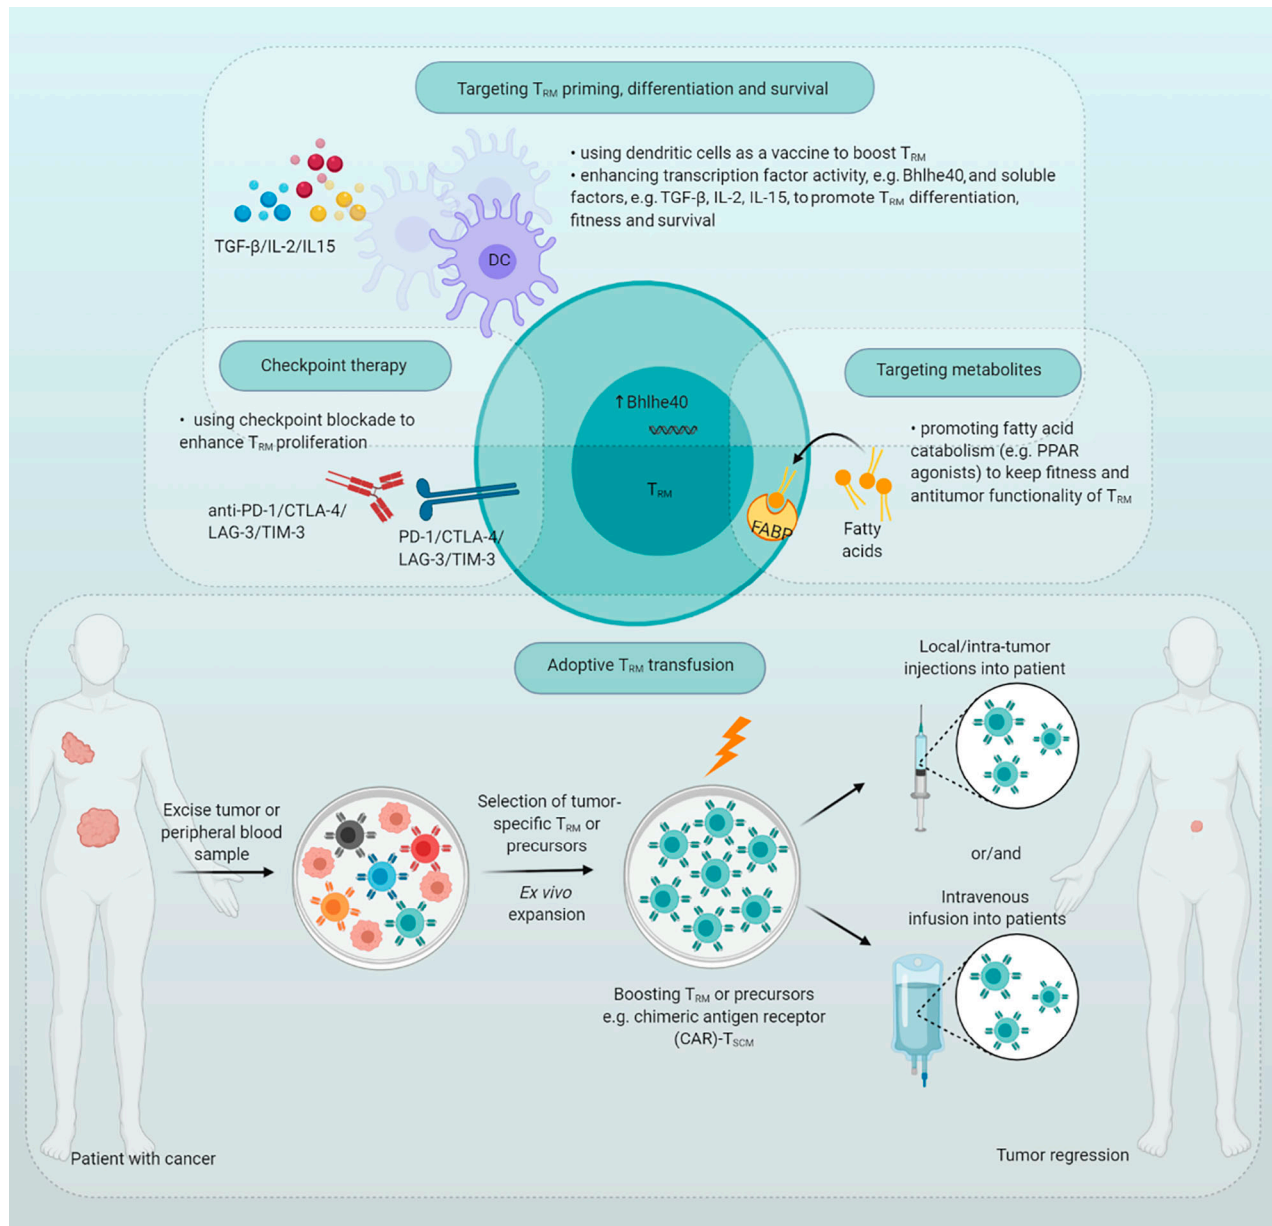 Targeting TRM priming, differentiation and survival
• using dendritic cells as a vaccine to boost TRM
• enhancing transcription factor activity, e.g. Bhlhe40, and soluble
factors, e.g. TGF-β, IL-2, IL-15, to promote TRM differentiation,
fitness and survival
TGF-β/IL-2/IL15
DC
Checkpoint therapy
• using checkpoint blockade to
enhance TRM proliferation
anti-PD-1/CTLA-4/
LAG-3/TIM-3
PD-1/CTLA-4/
LAG-3/TIM-3
↑Bhlhe40
TRM
Targeting metabolites
• promoting fatty acid
catabolism (e.g. PPAR
agonists) to keep fitness and
antitumor functionality of TRM
FABP
Fatty
acids
Adoptive TRM transfusion
Excise tumor or
peripheral blood
sample
Selection of tumor-
specific TRM or
precursors
Ex vivo
expansion
Boosting TRM or precursors
e.g. chimeric antigen receptor
(CAR)-TSCM
Local/intra-tumor
injections into patient
or/and
Intravenous
infusion into patients
Patient with cancer
Tumor regression